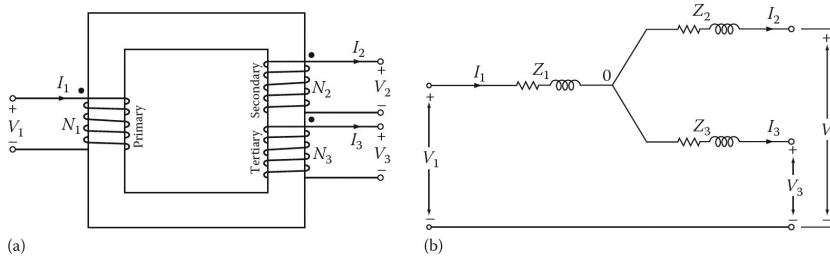 I1
+
V1
−
N1
Primary
Secondary
Tertiary
I2
N2
+
V2
−
I3
N3
+
V3
−
(a)
I1
Z1
0
Z2
I2
Z3
I3
+
V1
−
+
V3
−
+
V
−
(b)